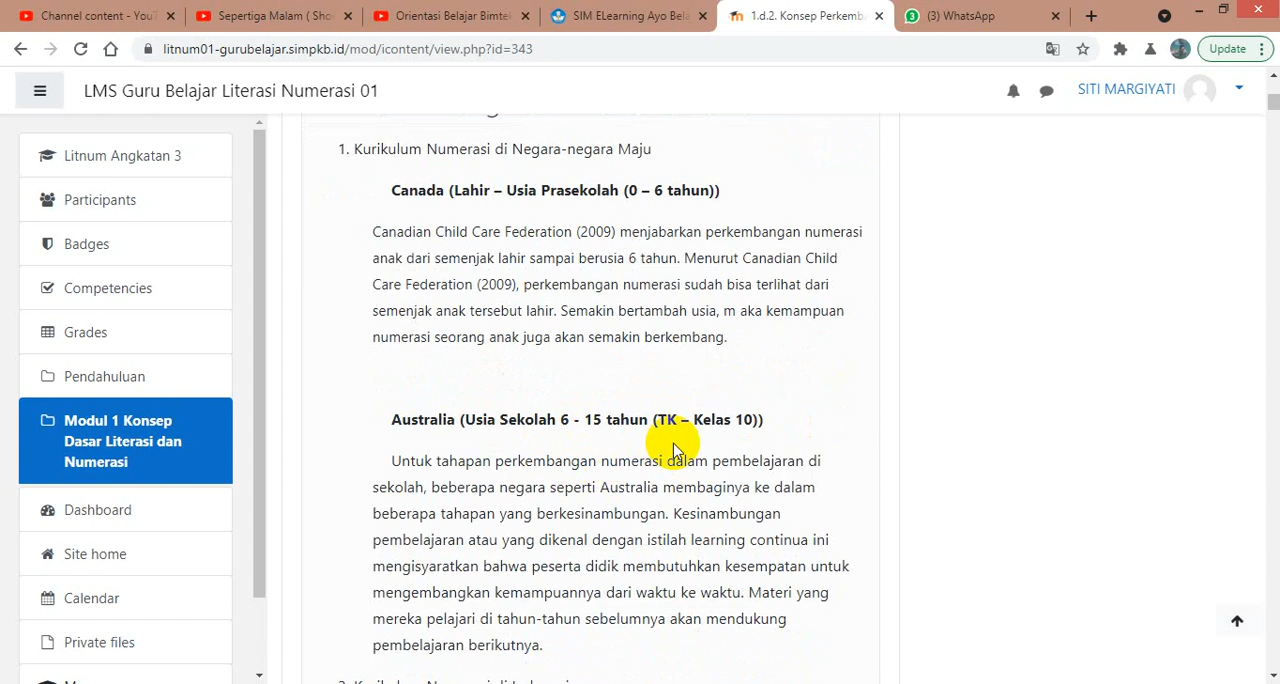 Channel content - YouT
Sepertiga Malam ( Sho
Orientasi Belajar Bimte
SIM ELearning Ayo Bela
1.d.2. Konsep Perkemb
(3) WhatsApp
litnum01-gurubelajar.simpkb.id/mod/icontent/view.php?id=343
Update
LMS Guru Belajar Literasi Numerasi 01
SITI MARGIYATI
Litnum Angkatan 3
Participants
Badges
Competencies
Grades
Pendahuluan
Modul 1 Konsep
Dasar Literasi dan
Numerasi
Dashboard
Site home
Calendar
Private files
1. Kurikulum Numerasi di Negara-negara Maju
Canada (Lahir – Usia Prasekolah (0 – 6 tahun))
Canadian Child Care Federation (2009) menjabarkan perkembangan numerasi
anak dari semenjak lahir sampai berusia 6 tahun. Menurut Canadian Child
Care Federation (2009), perkembangan numerasi sudah bisa terlihat dari
semenjak anak tersebut lahir. Semakin bertambah usia, m aka kemampuan
numerasi seorang anak juga akan semakin berkembang.
Australia (Usia Sekolah 6 - 15 tahun (TK – Kelas 10))
Untuk tahapan perkembangan numerasi dalam pembelajaran di
sekolah, beberapa negara seperti Australia membaginya ke dalam
beberapa tahapan yang berkesinambungan. Kesinambungan
pembelajaran atau yang dikenal dengan istilah learning continua ini
mengisyaratkan bahwa peserta didik membutuhkan kesempatan untuk
mengembangkan kemampuannya dari waktu ke waktu. Materi yang
mereka pelajari di tahun-tahun sebelumnya akan mendukung
pembelajaran berikutnya.